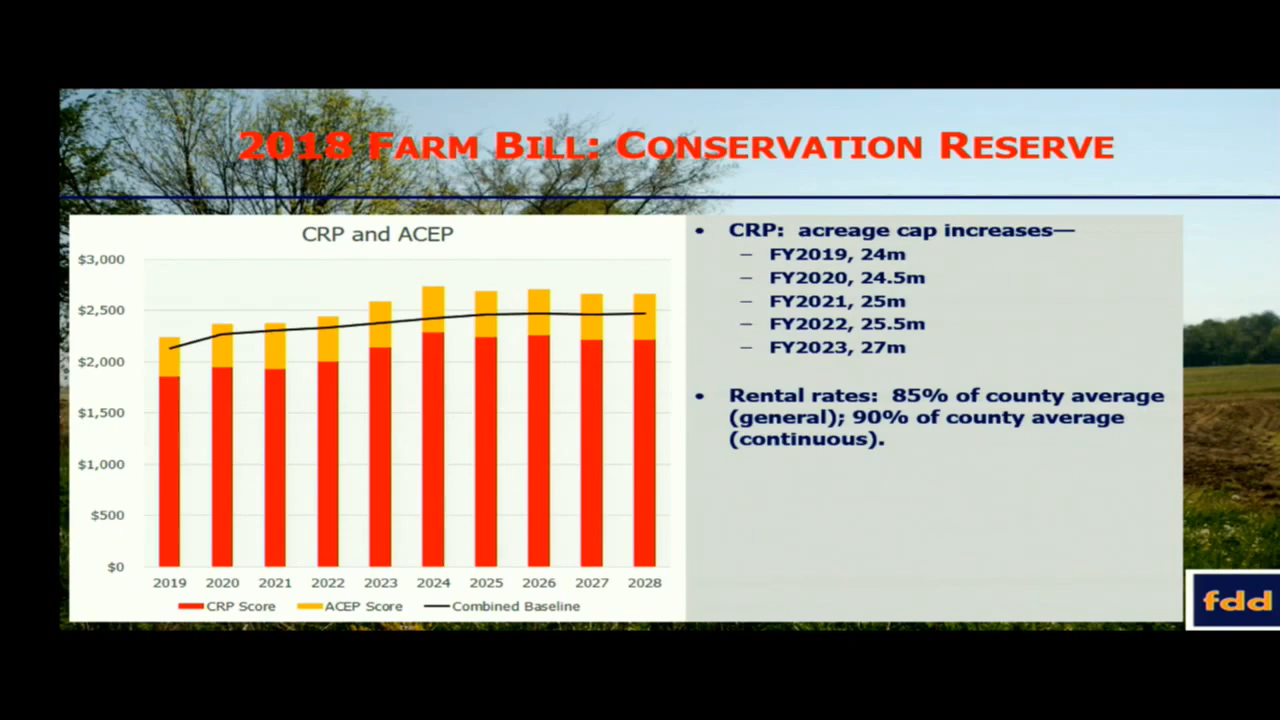 2018 FARM BILL: CONSERVATION RESERVE
CRP and ACEP
$3,000
$2,500
$2,000
$1,500
$1,000
$500
$0
2019 2020 2021 2022 2023 2024 2025 2026 2027 2028
CRP Score ACEP Score Combined Baseline
• CRP: acreage cap increases—
– FY2019, 24m
– FY2020, 24.5m
– FY2021, 25m
– FY2022, 25.5m
– FY2023, 27m
• Rental rates: 85% of county average
(general); 90% of county average
(continuous).
fdd